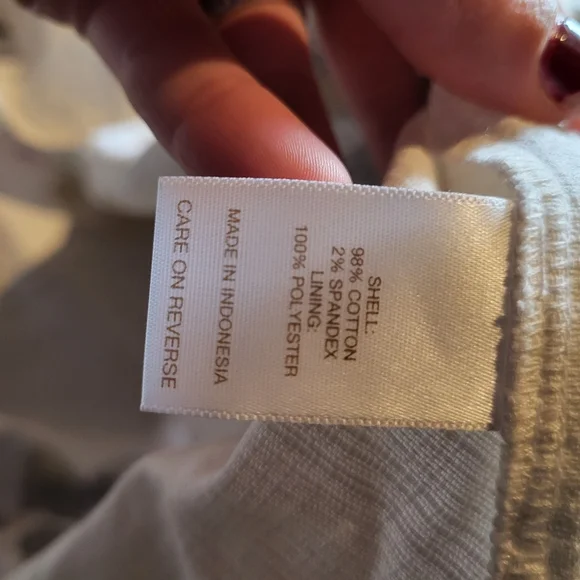 SHELL:
98% COTTON
2% SPANDEX
LINING:
100% POLYESTER
MADE IN INDONESIA
CARE ON REVERSE